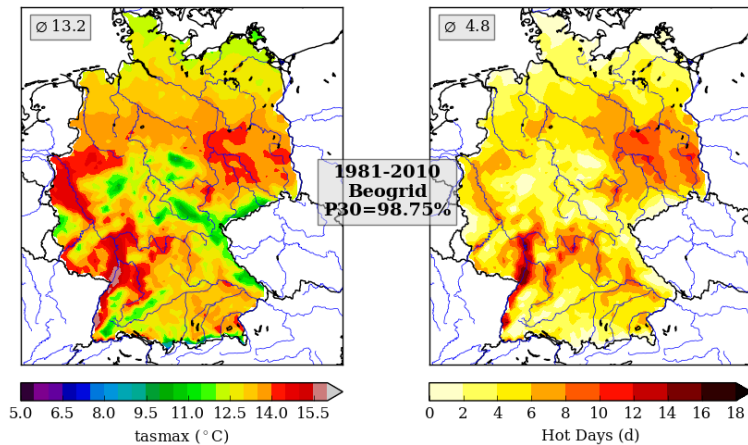 ∅ 13.2
∅ 4.8
1981-2010
Beogrid
P30=98.75%
5.0 6.5 8.0 9.5 11.0 12.5 14.0 15.5
tasmax (°C)
0 2 4 6 8 10 12 14 16 18
Hot Days (d)